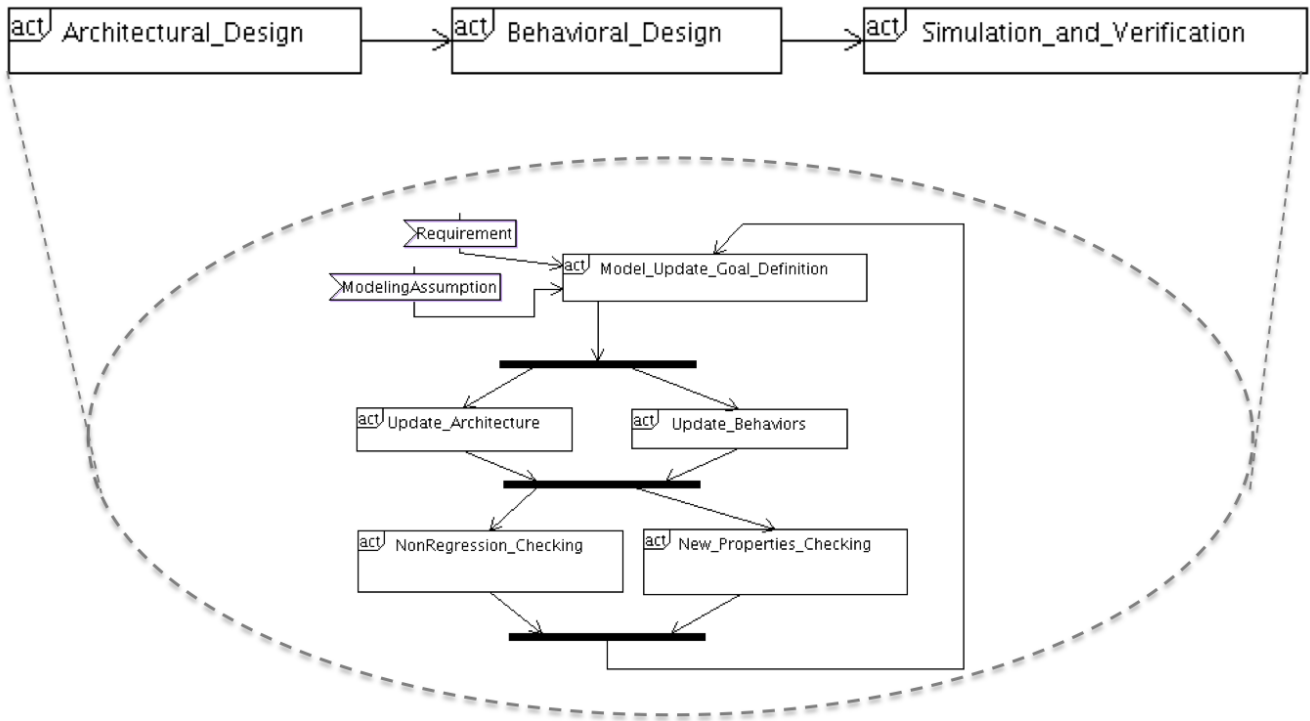 act Architectural_Design
act Behavioral_Design
act Simulation_and_Verification
Requirement
act Model_Update_Goal_Definition
ModelingAssumption
act Update_Architecture
act Update_Behaviors
act NonRegression_Checking
act New_Properties_Checking